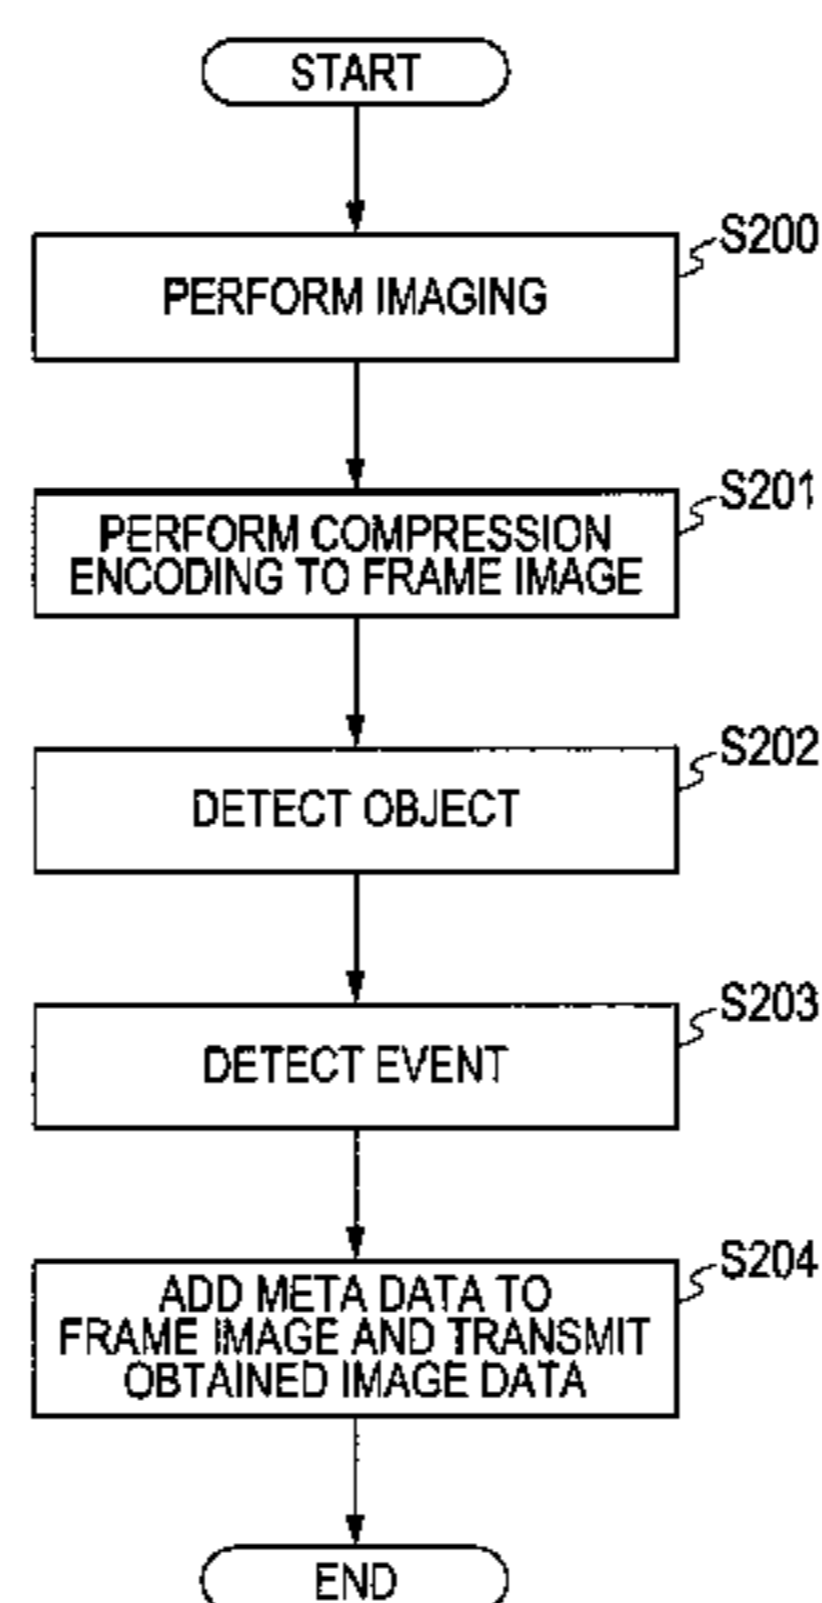 START
S200
PERFORM IMAGING
S201
PERFORM COMPRESSION
ENCODING TO FRAME IMAGE
S202
DETECT OBJECT
S203
DETECT EVENT
S204
ADD META DATA TO
FRAME IMAGE AND TRANSMIT
OBTAINED IMAGE DATA
END